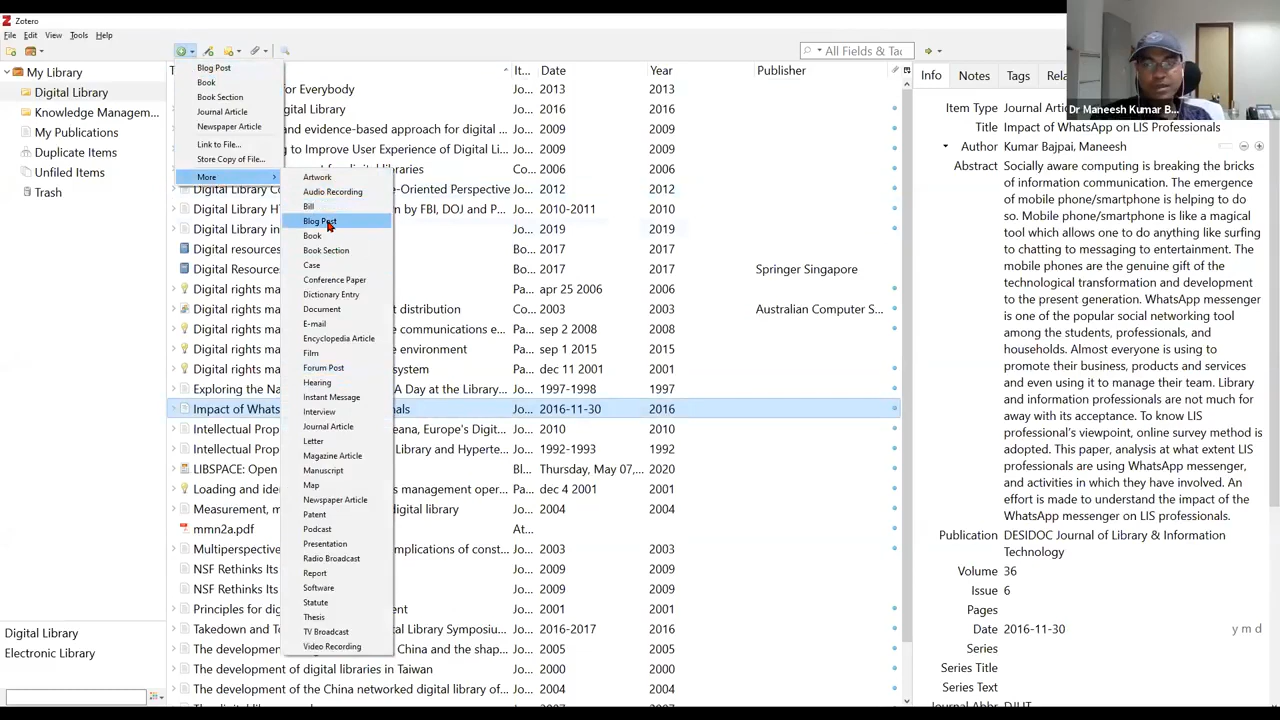 Zotero
File Edit View Tools Help
All Fields & Tag
My Library
Digital Library
Knowledge Managem...
My Publications
Duplicate Items
Unfiled Items
Trash
Digital Library
Electronic Library
Blog Post
Book
Book Section
Journal Article
Newspaper Article
Link to File...
Store Copy of File...
More
Artwork
Audio Recording
Bill
Blog Post
Book
Book Section
Case
Conference Paper
Dictionary Entry
Document
E-mail
Encyclopedia Article
Film
Forum Post
Hearing
Instant Message
Interview
Journal Article
Letter
Magazine Article
Manuscript
Map
Newspaper Article
Patent
Podcast
Presentation
Radio Broadcast
Report
Software
Statute
Thesis
TV Broadcast
Video Recording
It... Date Year Publisher
for Everybody 2013 2013
gital Library Jo... 2016 2016
and evidence-based approach for digital ... Jo... 2019 2019
ng to Improve User Experience of Digital Li... Jo... 2019 2019
t for digital libraries Jo... 2006 2006
Digital Library Co e-Oriented Perspective Jo... 2012 2012
Digital Library H n by FBI, DOJ and P... Jo... 2010-2011 2010
Digital Library in Jo... 2019 2019
Digital resources Bo... 2017 2017
Digital Resource Bo... 2017 2017 Springer Singapore
Digital rights ma Pa... apr 25 2006 2006
Digital rights ma t distribution Co... 2003 2003 Australian Computer S...
Digital rights ma e communications e... Pa... sep 2 2008 2008
Digital rights ma e environment Pa... sep 1 2015 2015
Digital rights ma ystem Pa... dec 11 2001 2001
Exploring the Na A Day at the Library Jo... 1997-1998 1997
Impact of Whats onals Jo... 2016-11-30 2016
Intellectual Prop eana, Europe's Digit... Jo... 2010 2010
Intellectual Prop Library and Hyperte... Jo... 1992-1993 1992
LIBSPACE: Open Bl... Thursday, May 07,... 2020
Loading and ide s management oper... Pa... dec 4 2001 2001
Measurement, m digital library Jo... 2004 2004
mmn2a.pdf At...
Multiperspective mplications of const... Jo... 2003 2003
NSF Rethinks Its Jo... 2009 2009
NSF Rethinks Its Jo... 2009 2009
Principles for dig ent Jo... 2001 2001
Takedown and To tal Library Symposiu... Jo... 2016-2017 2016
The development of C and the shap... Jo... 2005 2005
The development of digital libraries in Taiwan Jo... 2000 2000
The development of the China networked digital library of... Jo... 2004 2004
Dr Maneesh Kumar B...
Info Notes Tags Rela
Item Type Journal Artic
Title Impact of WhatsApp on LIS Professionals
Author Kumar Bajpai, Maneesh
Abstract Socially aware computing is breaking the bricks
of information communication. The emergence
of mobile phone/smartphone is helping to do
so. Mobile phone/smartphone is like a magical
tool which allows one to do anything like surfing
to chatting to messaging to entertainment. The
mobile phones are the genuine gift of the
technological transformation and development
to the present generation. WhatsApp messenger
is one of the popular social networking tool
among the students, professionals, and
households. Almost everyone is using to
promote their business, products and services
and even using it to manage their team. Library
and information professionals are not much for
away with its acceptance. To know LIS
professional's viewpoint, online survey method is
adopted. This paper, analysis at what extent LIS
professionals are using WhatsApp messenger,
and activities in which they have involved. An
effort is made to understand the impact of the
WhatsApp messenger on LIS professionals.
Publication DESIDOC Journal of Library & Information
Technology
Volume 36
Issue 6
Pages
Date 2016-11-30 y m d
Series
Series Title
Series Text
Journal Abbr DJLIT